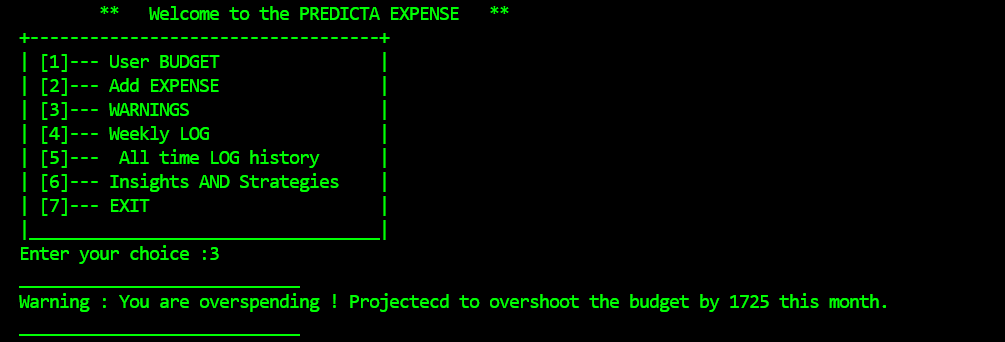 **   Welcome to the PREDICTA EXPENSE   **
+-----------------------------------+
| [1]--- User BUDGET                |
| [2]--- Add EXPENSE                |
| [3]--- WARNINGS                   |
| [4]--- Weekly LOG                 |
| [5]---  All time LOG history      |
| [6]--- Insights AND Strategies    |
| [7]--- EXIT                       |
|___________________________________|
Enter your choice :3
____________________________
Warning : You are overspending ! Projectecd to overshoot the budget by 1725 this month.
____________________________